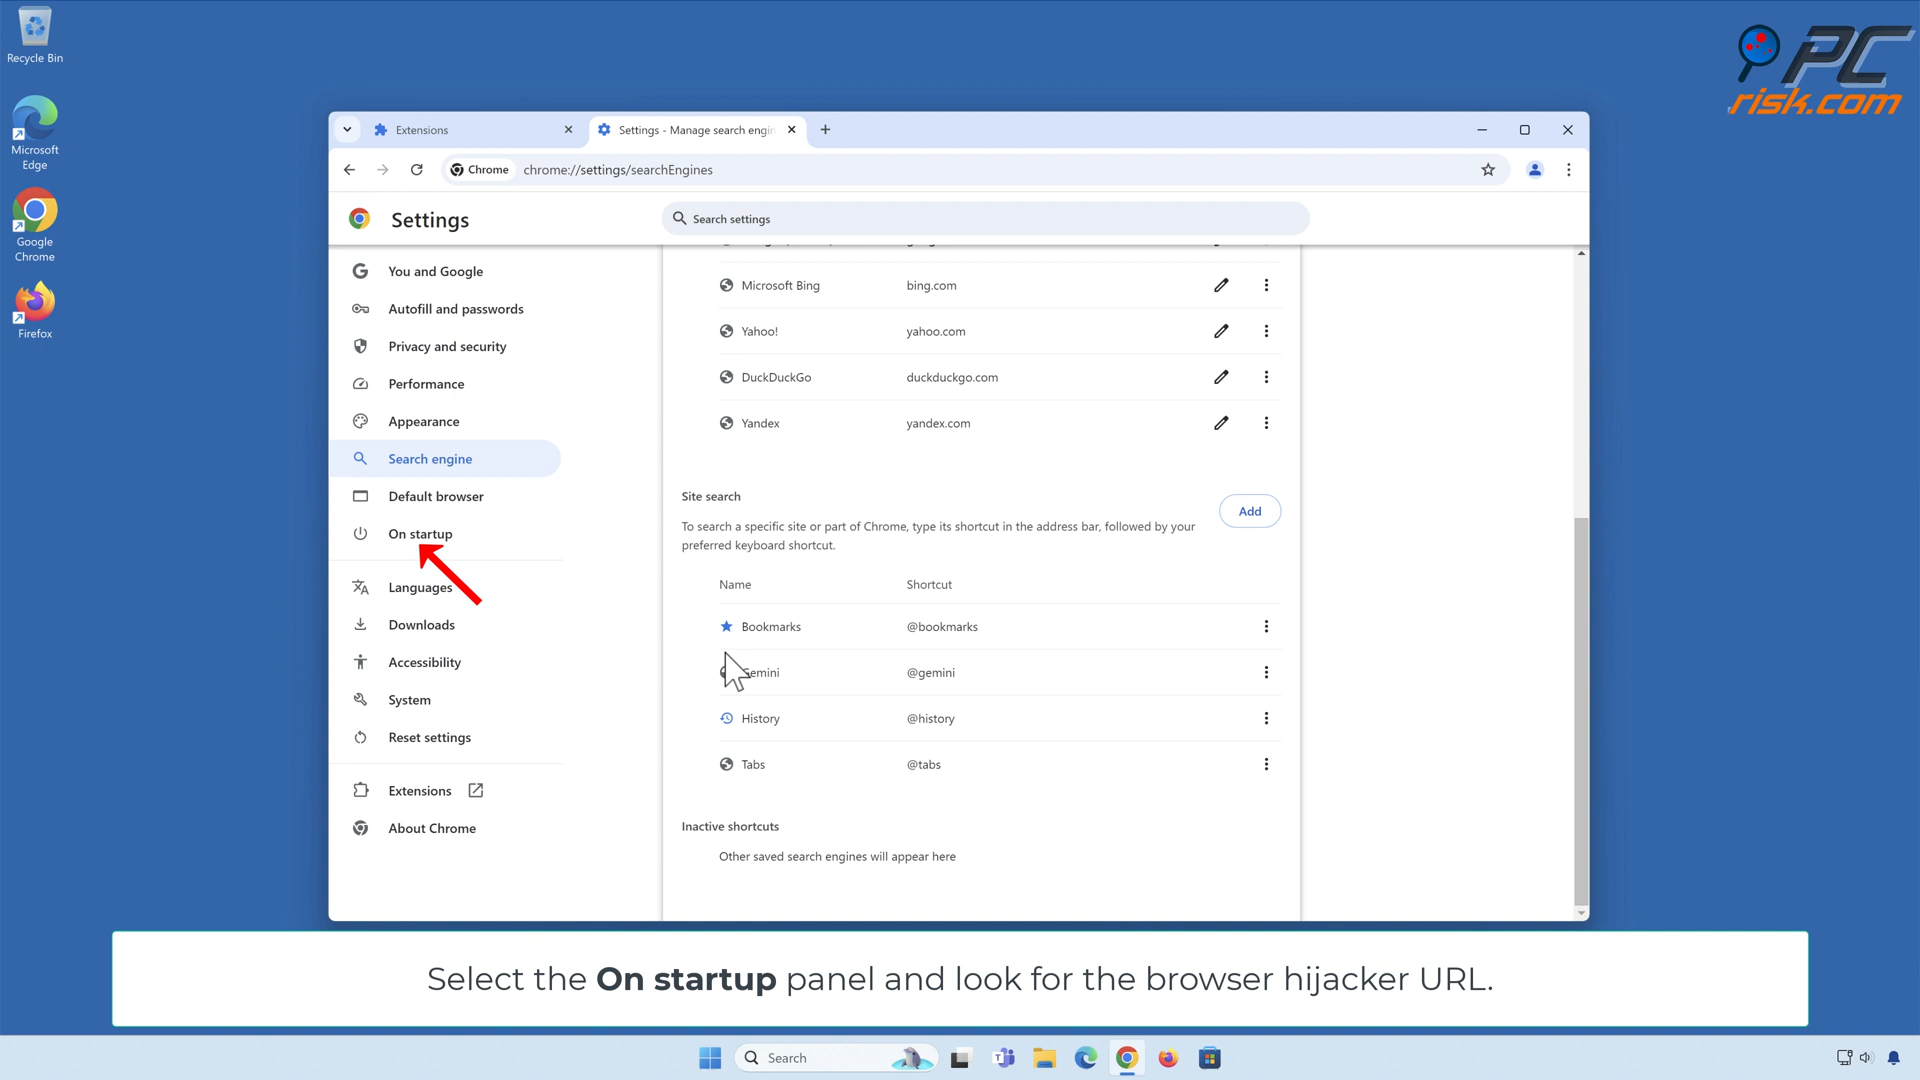 Recycle Bin
Microsoft
Edge
Google
Chrome
Firefox
PC
risk.com
Extensions
Settings - Manage search engin
Chrome
chrome://settings/searchEngines
Settings
Search settings
You and Google
Autofill and passwords
Privacy and security
Performance
Appearance
Search engine
Default browser
On startup
Languages
Downloads
Accessibility
System
Reset settings
Extensions
About Chrome
Microsoft Bing bing.com
Yahoo! yahoo.com
DuckDuckGo duckduckgo.com
Yandex yandex.com
Site search
Add
To search a specific site or part of Chrome, type its shortcut in the address bar, followed by your
preferred keyboard shortcut.
Name Shortcut
Bookmarks @bookmarks
emini @gemini
History @history
Tabs @tabs
Inactive shortcuts
Other saved search engines will appear here
Select the On startup panel and look for the browser hijacker URL.
Search